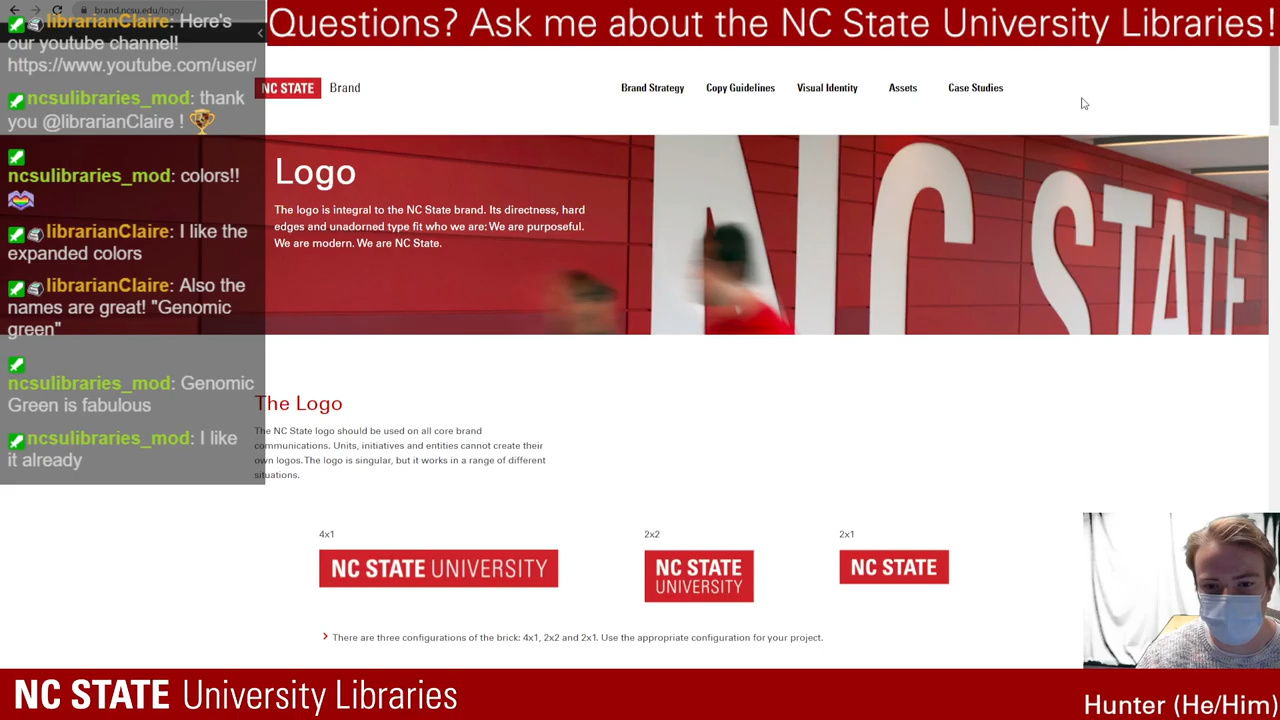 Questions? Ask me about the NC State University Libraries!
brand.ncsu.edu/logo/
librarianClaire: Here's
our youtube channel!
https://www.youtube.com/user/
ncsulibraries_mod: thank
you @librarianClaire !
ncsulibraries_mod: colors!!
librarianClaire: I like the
expanded colors
librarianClaire: Also the
names are great! "Genomic
green"
ncsulibraries_mod: Genomic
Green is fabulous
ncsulibraries_mod: I like
it already
NC STATE Brand
Brand Strategy Copy Guidelines Visual Identity Assets Case Studies
Logo
The logo is integral to the NC State brand. Its directness, hard
edges and unadorned type fit who we are: We are purposeful.
We are modern. We are NC State.
NC STATE
The Logo
The NC State logo should be used on all core brand
communications. Units, initiatives and entities cannot create their
own logos. The logo is singular, but it works in a range of different
situations.
4x1 2x2 2x1
NC STATE UNIVERSITY
NC STATE
UNIVERSITY
NC STATE
There are three configurations of the brick: 4x1, 2x2 and 2x1. Use the appropriate configuration for your project.
NC STATE University Libraries
Hunter (He/Him)